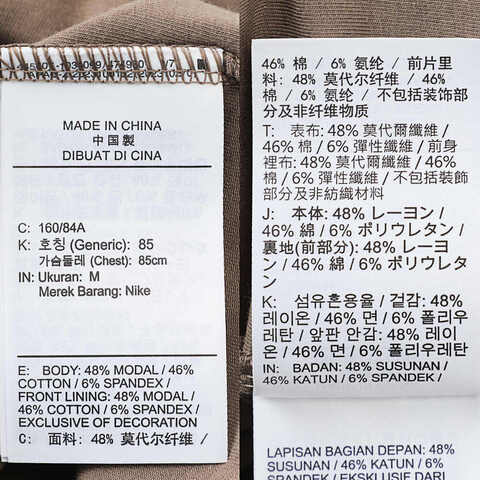 MADE IN CHINA
中国製
DIBUAT DI CINA
C: 160/84A
K: 호칭 (Generic): 85
가슴둘레 (Chest): 85cm
IN: Ukuran: M
Merek Barang: Nike
E: BODY: 48% MODAL / 46%
COTTON / 6% SPANDEX /
FRONT LINING: 48% MODAL /
46% COTTON / 6% SPANDEX /
EXCLUSIVE OF DECORATION
C: 面料: 48% 莫代尔纤维 /
46% 棉 / 6% 氨纶 / 前片里
料: 48% 莫代尔纤维 / 46%
棉 / 6% 氨纶 / 不包括装饰部
分及非纤维物质
T: 表布: 48% 莫代爾纖維 /
46% 棉 / 6% 彈性纖維 / 前身
裡布: 48% 莫代爾纖維 / 46%
棉 / 6% 彈性纖維 / 不包括裝飾
部分及非紡織材料
J: 本体: 48% レーヨン /
46% 綿 / 6% ポリウレタン /
裏地(前部分): 48% レーヨ
ン / 46% 綿 / 6% ポリウレタ
ン
K: 섬유혼용율 / 겉감: 48%
레이온 / 46% 면 / 6% 폴리우
레탄 / 앞판 안감: 48% 레이
온 / 46% 면 / 6% 폴리우레탄
IN: BADAN: 48% SUSUNAN /
46% KATUN / 6% SPANDEK /
LAPISAN BAGIAN DEPAN: 48%
SUSUNAN / 46% KATUN / 6%
SPANDEK / EKSKLUSIF DARI